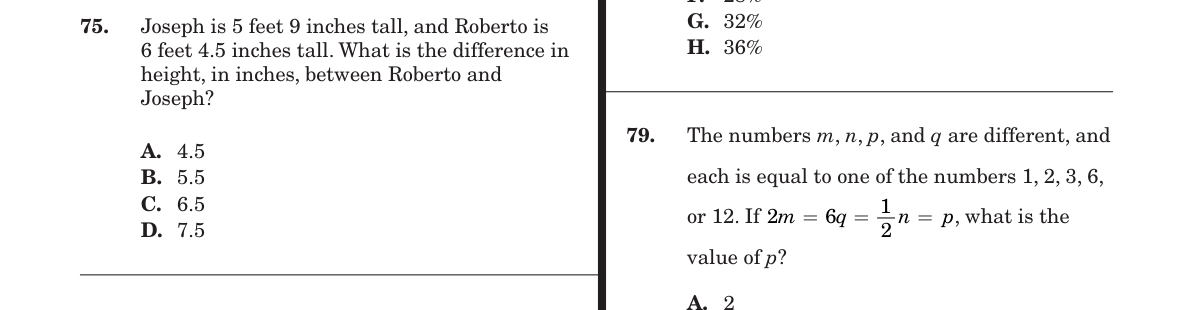 75. Joseph is 5 feet 9 inches tall, and Roberto is
6 feet 4.5 inches tall. What is the difference in
height, in inches, between Roberto and
Joseph?
A. 4.5
B. 5.5
C. 6.5
D. 7.5
G. 32%
H. 36%
79. The numbers m, n, p, and q are different, and
each is equal to one of the numbers 1, 2, 3, 6,
or 12. If 2m = 6q = 1/2 n = p, what is the
value of p?
A. 2